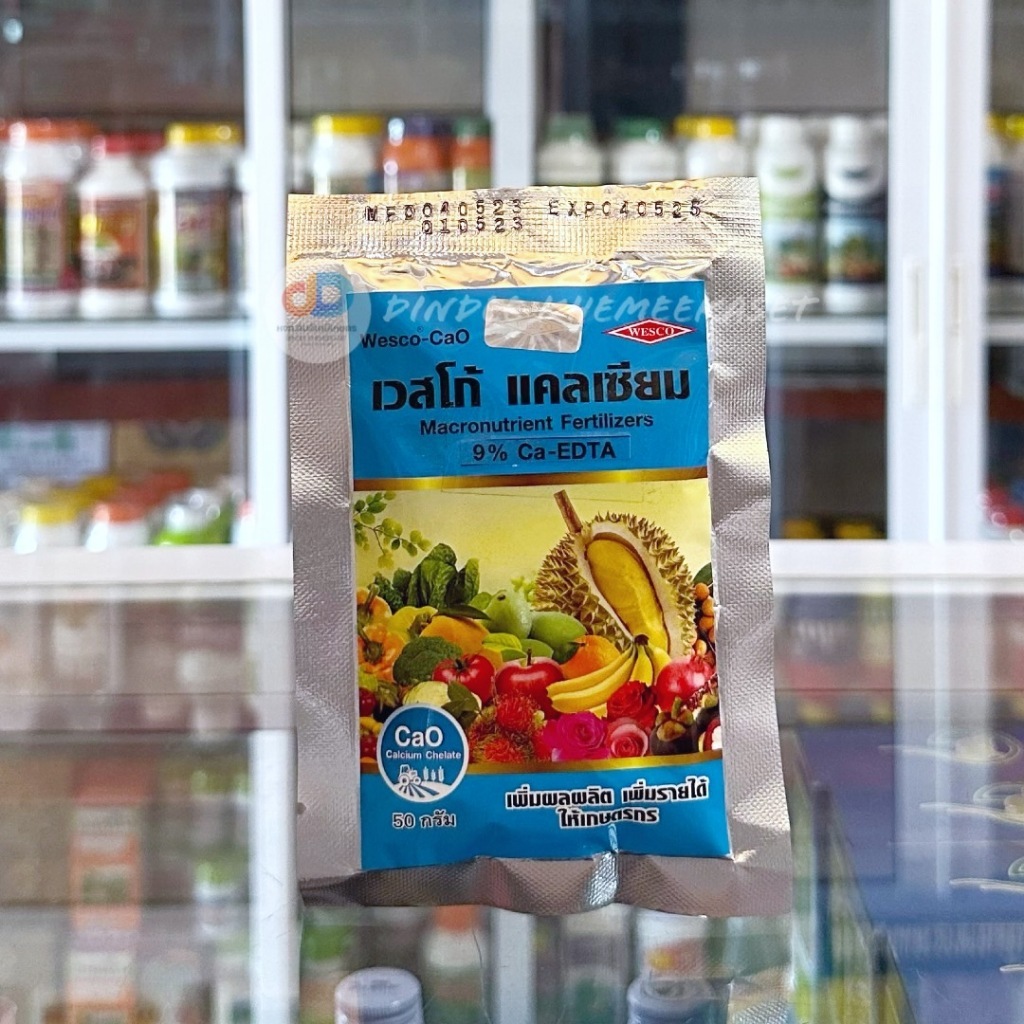 MFD040523 EXP040525
010523
Wesco-CaO
WESCO
เวสโก้ แคลเซียม
Macronutrient Fertilizers
9% Ca-EDTA
CaO
Calcium Chelate
50 กรัม
เพิ่มผลผลิต เพิ่มรายได้
ให้เกษตรกร